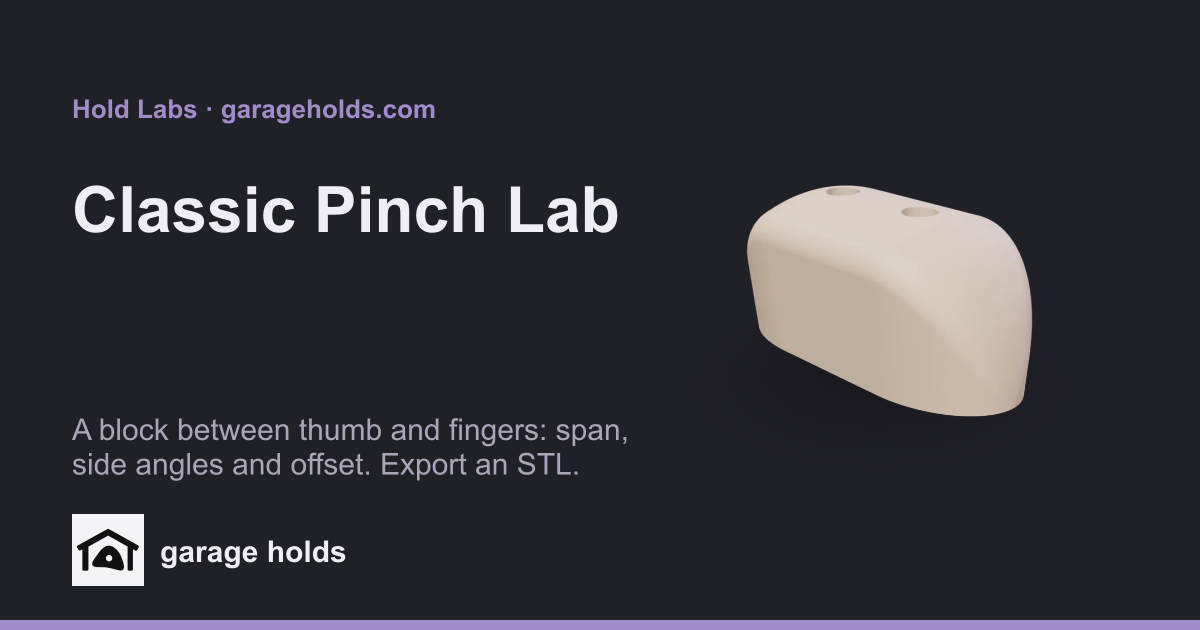 Hold Labs · garageholds.com
Classic Pinch Lab
A block between thumb and fingers: span,
side angles and offset. Export an STL.
garage holds